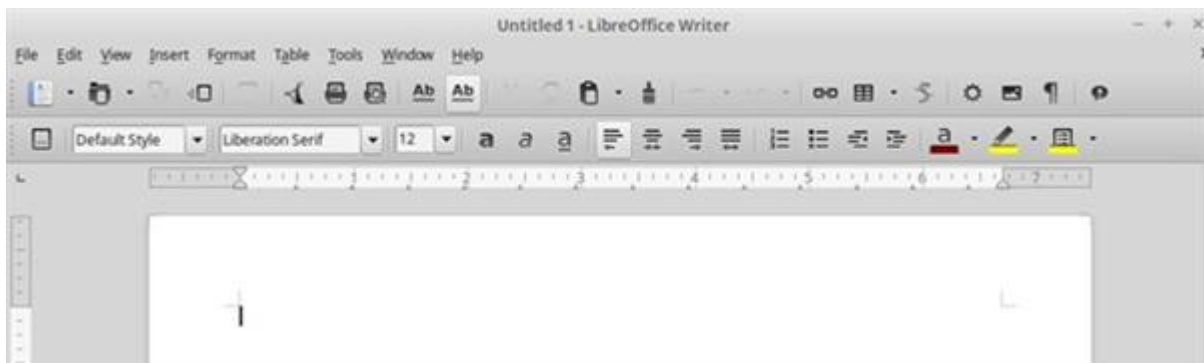 Untitled 1 - LibreOffice Writer
File Edit View Insert Format Table Tools Window Help
Ab Ab
Default Style Liberation Serif 12 a a a a
1 2 3 4 5 6 7